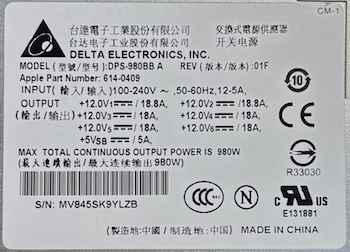 CM-1
台達電子工業股份有限公司 交換式電源供應器
台达电子工业股份有限公司 开关电源
DELTA ELECTRONICS, INC.
MODEL (型號/型号): DPS-980BB A REV (版本/版本) :01F
Apple Part Number: 614-0409
INPUT (輸入/输入) 100-240V ~ ,50-60Hz, 12-5A,
OUTPUT +12.0V1 ⎓ /18.8A, +12.0V2 ⎓ /18.8A,
(輸出/输出) +12.0V3 ⎓ /18A, +12.0V4 ⎓ /18A,
+12.0V5 ⎓ /18A, +12.0V6 ⎓ /18A,
+5VSB ⎓ / 5A,
MAX TOTAL CONTINUOUS OUTPUT POWER IS 980W
(最大連續輸出/最大连续输出 980W)
10
R33030
S/N: MV845SK9YLZB
CCC
N
CE
c UR us
E131881
(製造地:中國/制造地:中国) MADE IN CHINA